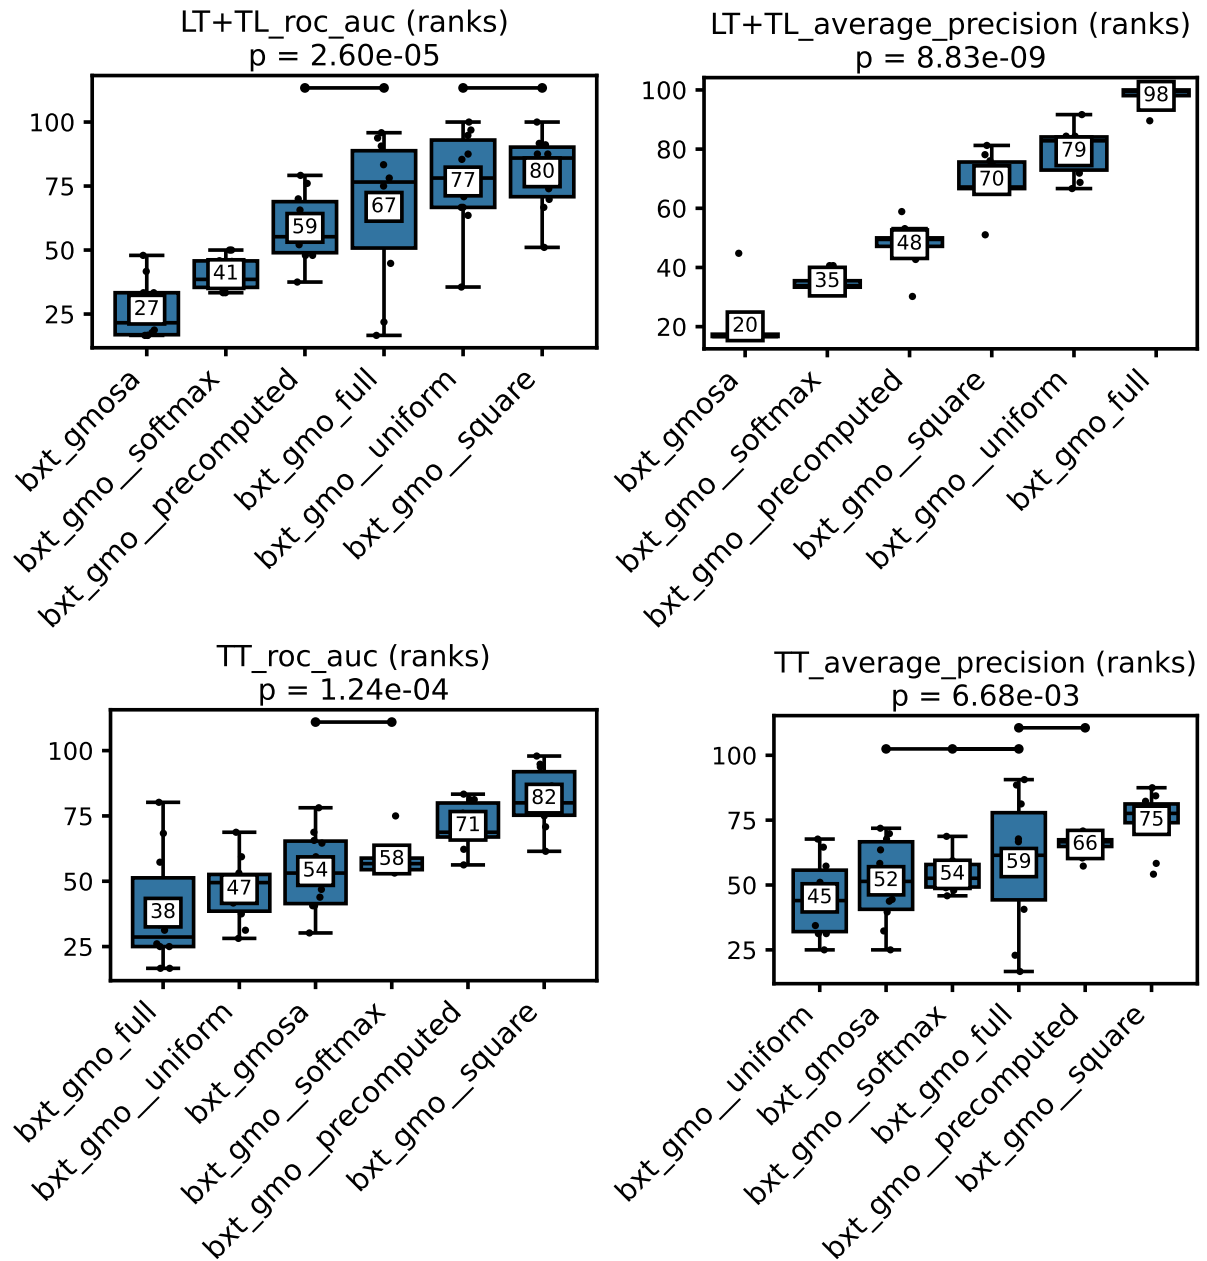 LT+TL_roc_auc (ranks)
p = 2.60e-05
100
75
50
25
27
41
59
67
77
80
bxt_gmosa
bxt_gmo__softmax
bxt_gmo__precomputed
bxt_gmo_full
bxt_gmo__uniform
bxt_gmo__square
LT+TL_average_precision (ranks)
p = 8.83e-09
100
80
60
40
20
20
35
48
70
79
98
bxt_gmosa
bxt_gmo__softmax
bxt_gmo__precomputed
bxt_gmo__square
bxt_gmo__uniform
bxt_gmo_full
TT_roc_auc (ranks)
p = 1.24e-04
100
75
50
25
38
47
54
58
71
82
bxt_gmo_full
bxt_gmo__uniform
bxt_gmosa
bxt_gmo__softmax
bxt_gmo__precomputed
bxt_gmo__square
TT_average_precision (ranks)
p = 6.68e-03
100
75
50
25
45
52
54
59
66
75
bxt_gmo__uniform
bxt_gmosa
bxt_gmo__softmax
bxt_gmo_full
bxt_gmo__precomputed
bxt_gmo__square